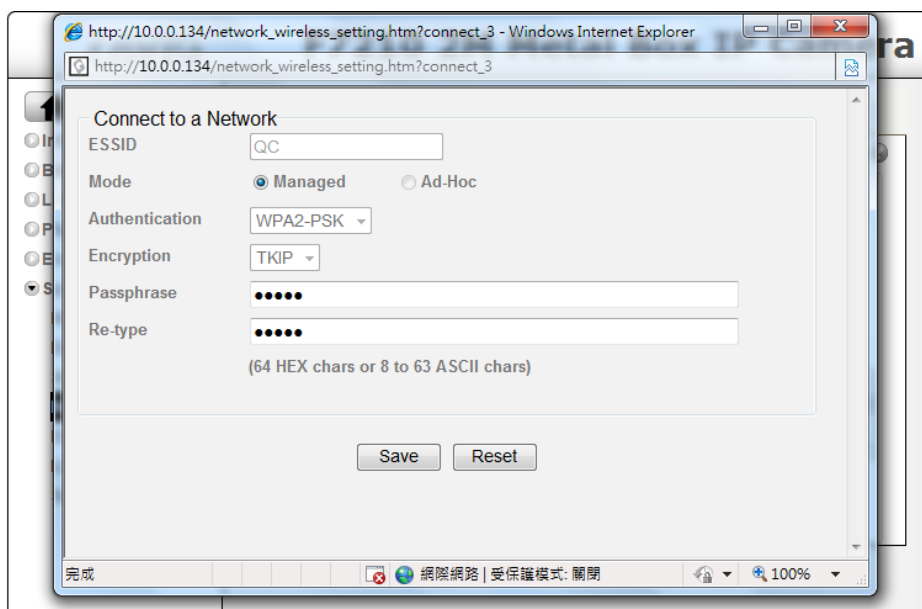 http://10.0.0.134/network_wireless_setting.htm?connect_3 - Windows Internet Explorer
http://10.0.0.134/network_wireless_setting.htm?connect_3
ra
Connect to a Network
ESSID QC
Mode Managed Ad-Hoc
Authentication WPA2-PSK
Encryption TKIP
Passphrase •••••
Re-type •••••
(64 HEX chars or 8 to 63 ASCII chars)
Save Reset
完成 網際網路 | 受保護模式: 關閉 100%